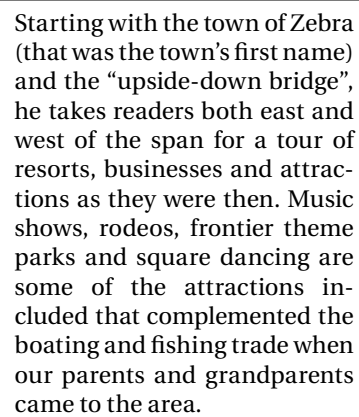 Starting with the town of Zebra
(that was the town’s first name)
and the “upside-down bridge”,
he takes readers both east and
west of the span for a tour of
resorts, businesses and attrac-
tions as they were then. Music
shows, rodeos, frontier theme
parks and square dancing are
some of the attractions in-
cluded that complemented the
boating and fishing trade when
our parents and grandparents
came to the area.